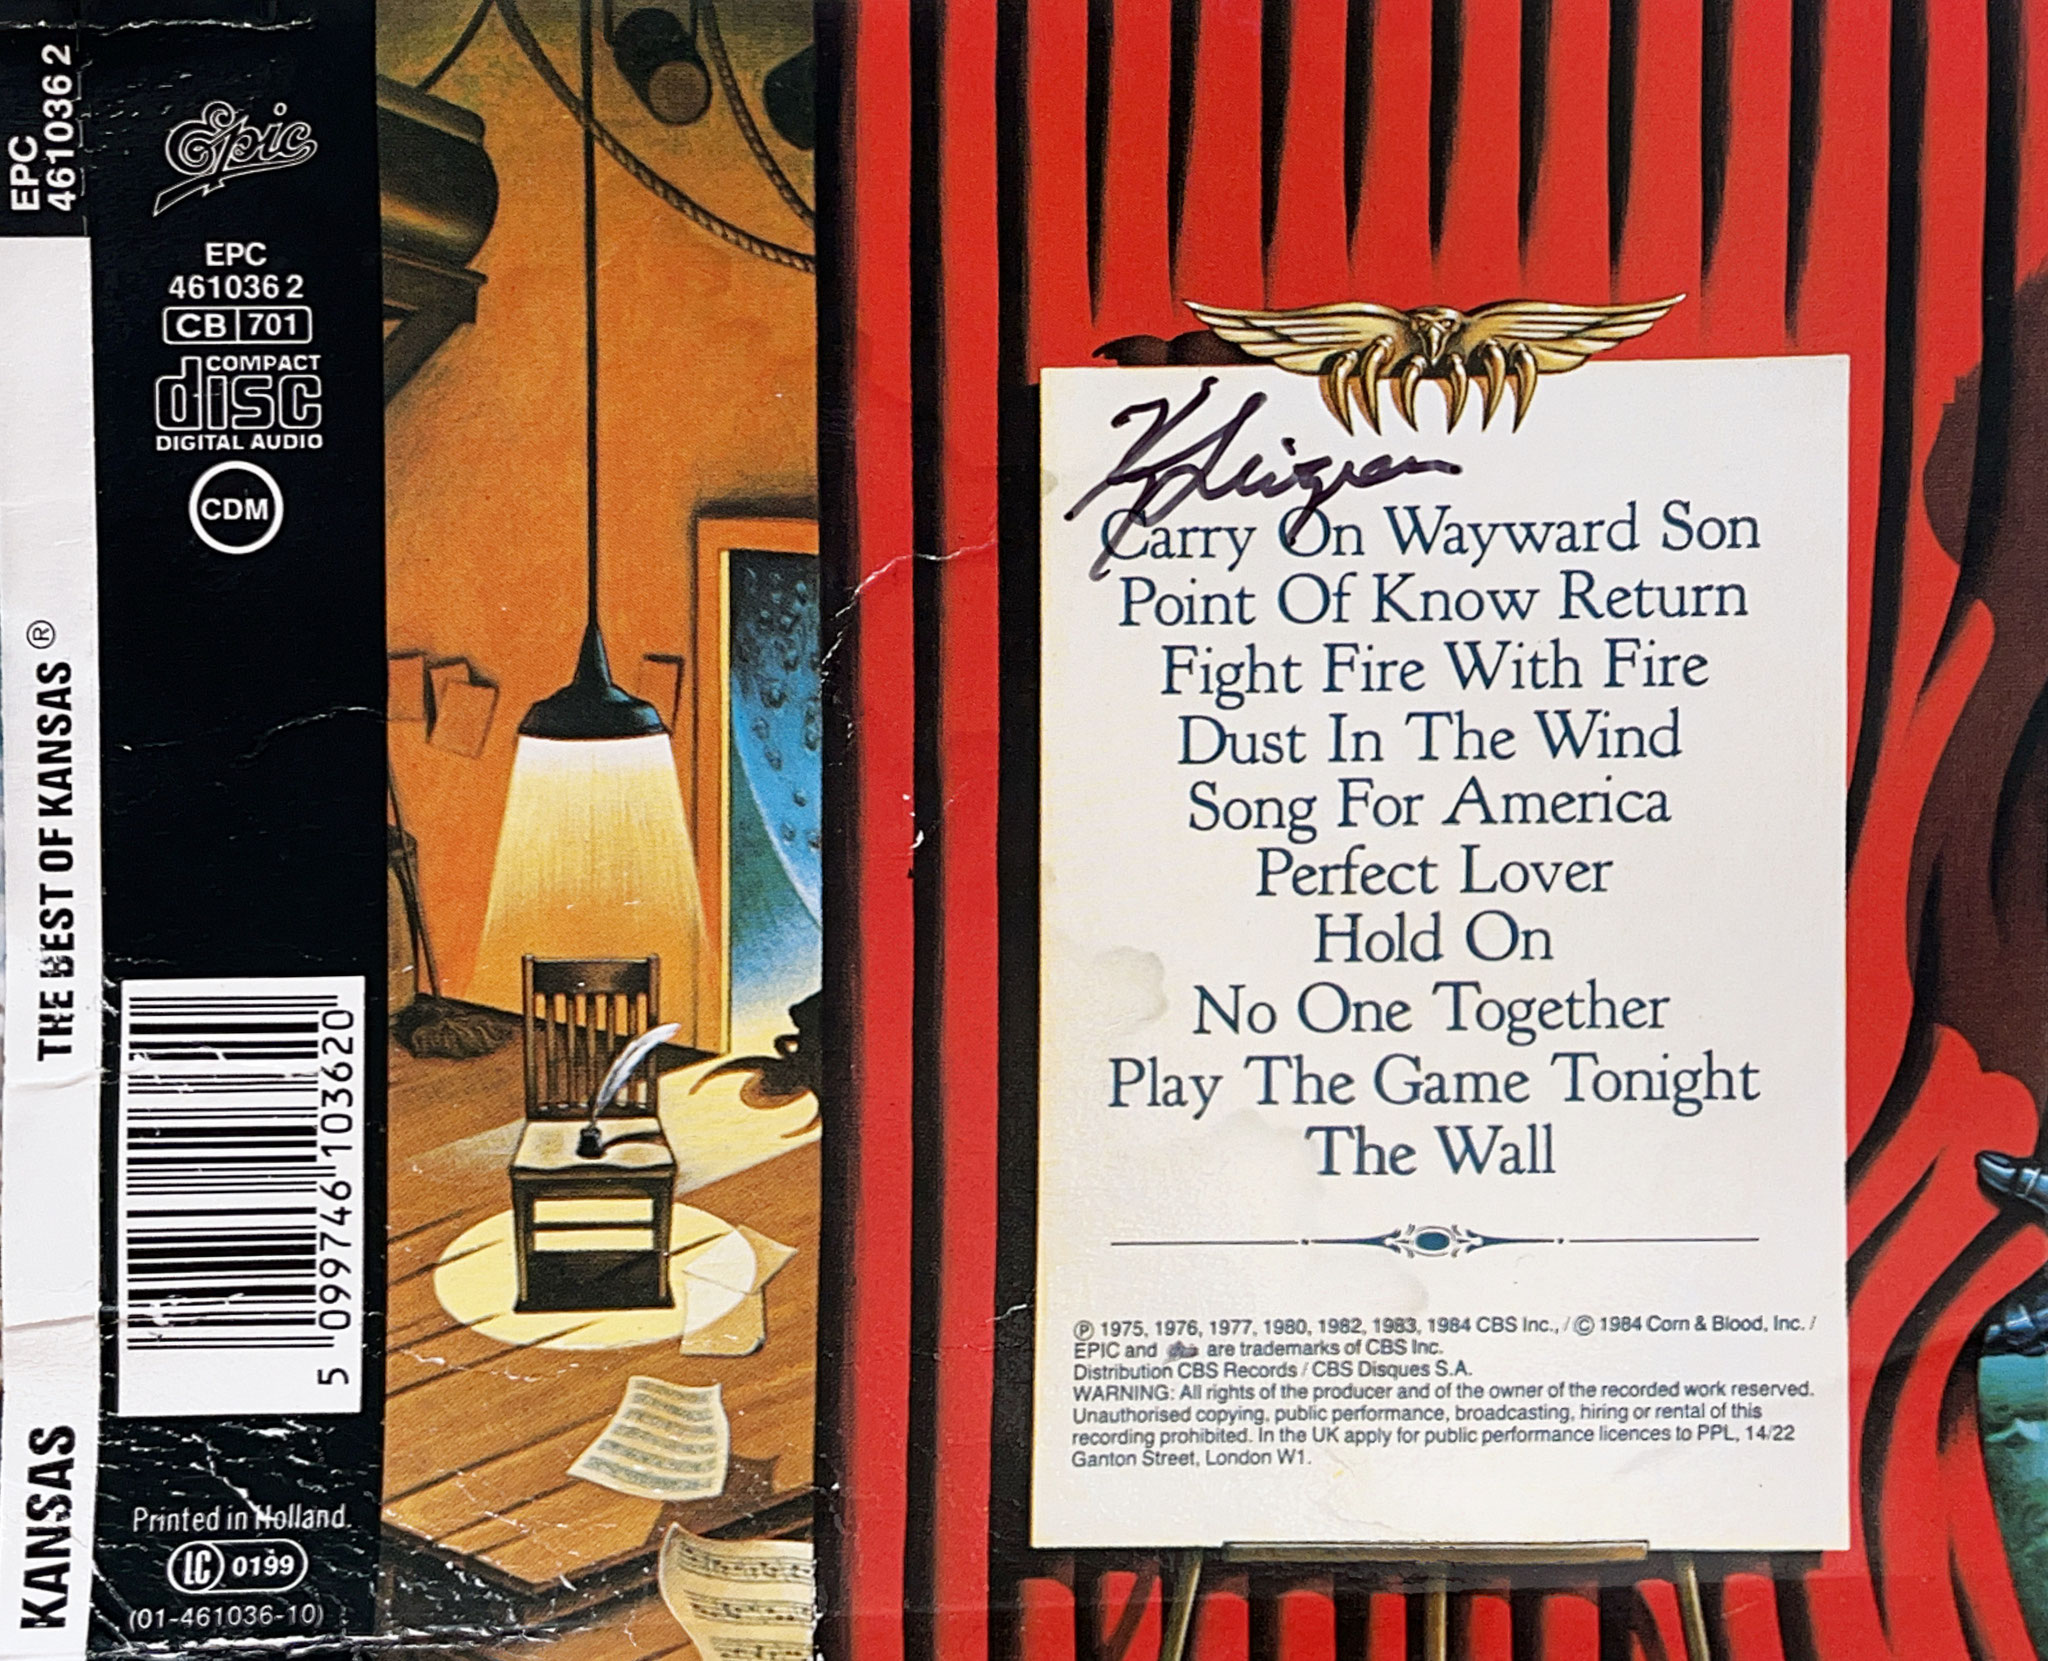 EPC
461036 2
THE BEST OF KANSAS ®
KANSAS
Epic
EPC
461036 2
CB 701
COMPACT
disc
DIGITAL AUDIO
CDM
5 099746 103620
Printed in Holland.
LC 0199
(01-461036-10)
K Livgren
Carry On Wayward Son
Point Of Know Return
Fight Fire With Fire
Dust In The Wind
Song For America
Perfect Lover
Hold On
No One Together
Play The Game Tonight
The Wall
℗ 1975, 1976, 1977, 1980, 1982, 1983, 1984 CBS Inc., / © 1984 Corn & Blood, Inc. /
EPIC and are trademarks of CBS Inc.
Distribution CBS Records / CBS Disques S.A.
WARNING: All rights of the producer and of the owner of the recorded work reserved.
Unauthorised copying, public performance, broadcasting, hiring or rental of this
recording prohibited. In the UK apply for public performance licences to PPL, 14/22
Ganton Street, London W1.